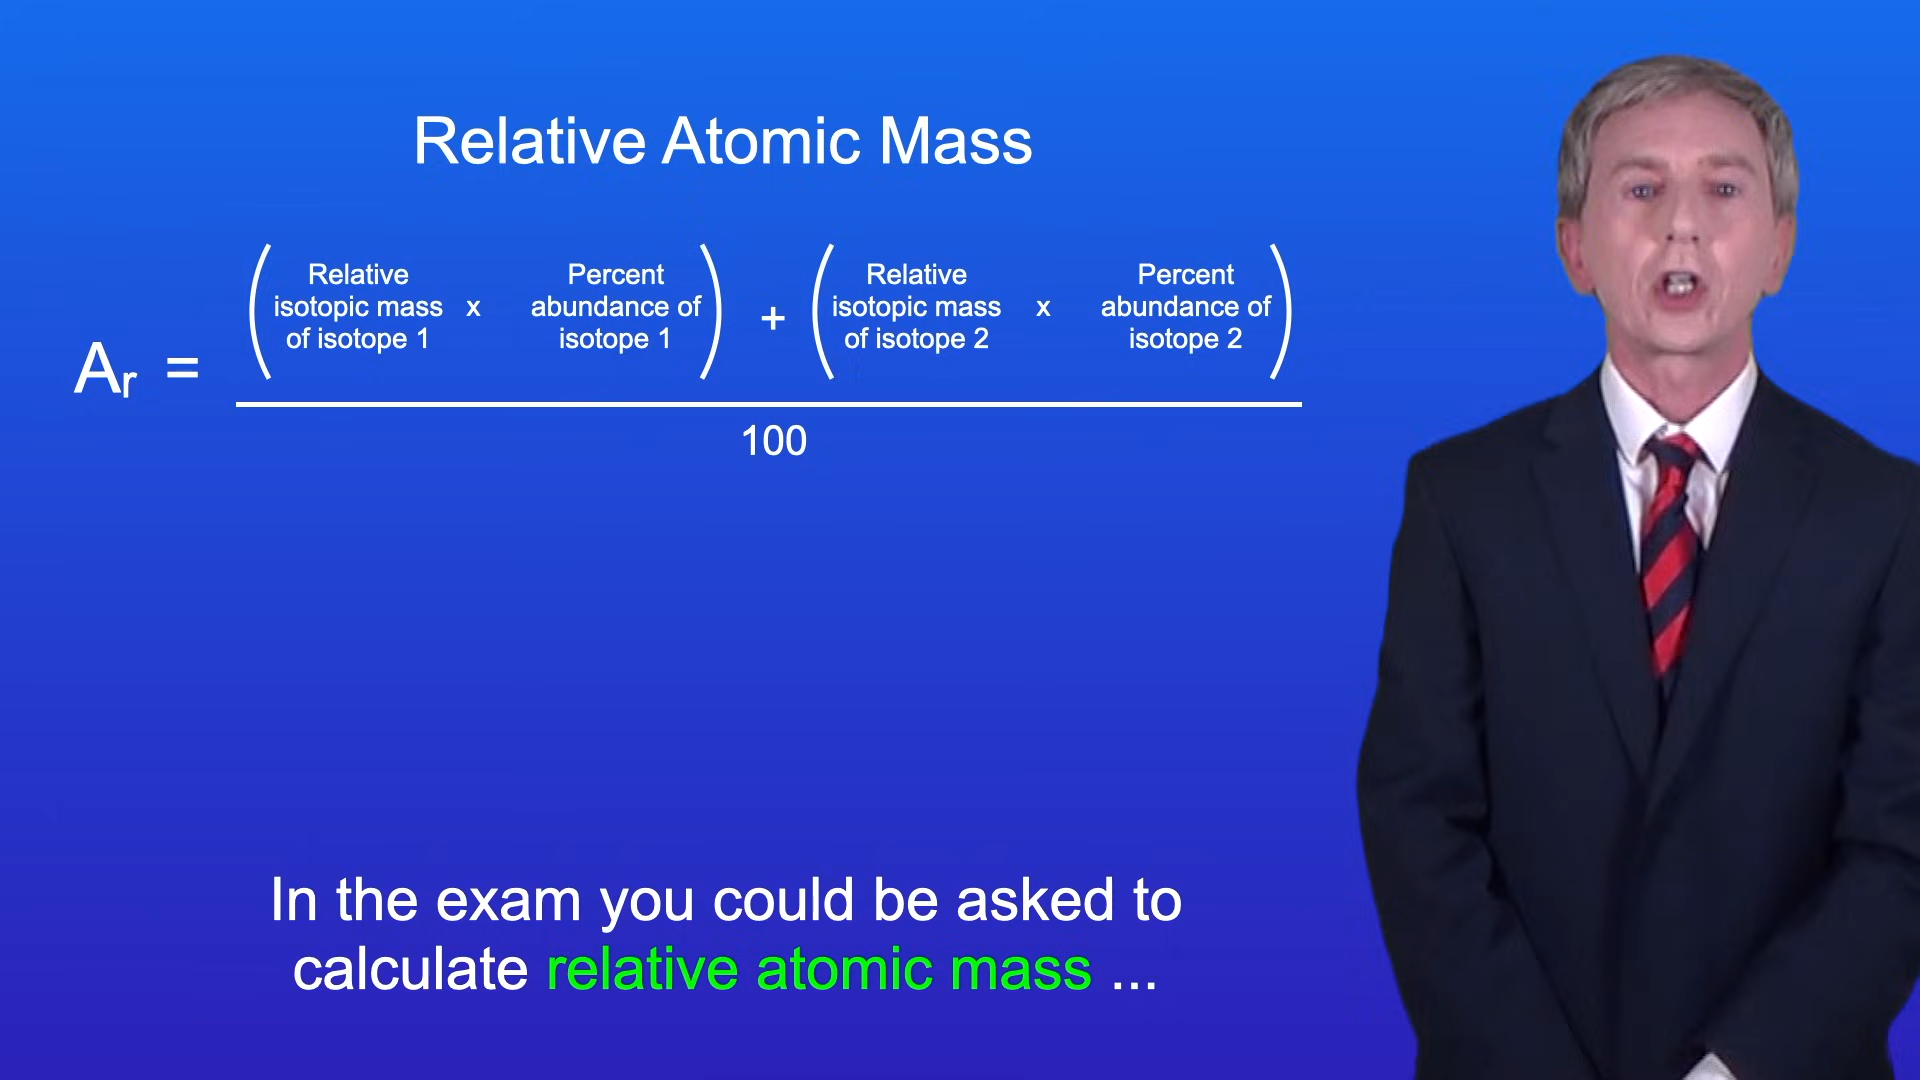 Relative Atomic Mass
Relative
isotopic mass
of isotope 1
x
Percent
abundance of
isotope 1
+
Relative
isotopic mass
of isotope 2
x
Percent
abundance of
isotope 2
Ar =
100
In the exam you could be asked to
calculate relative atomic mass ...